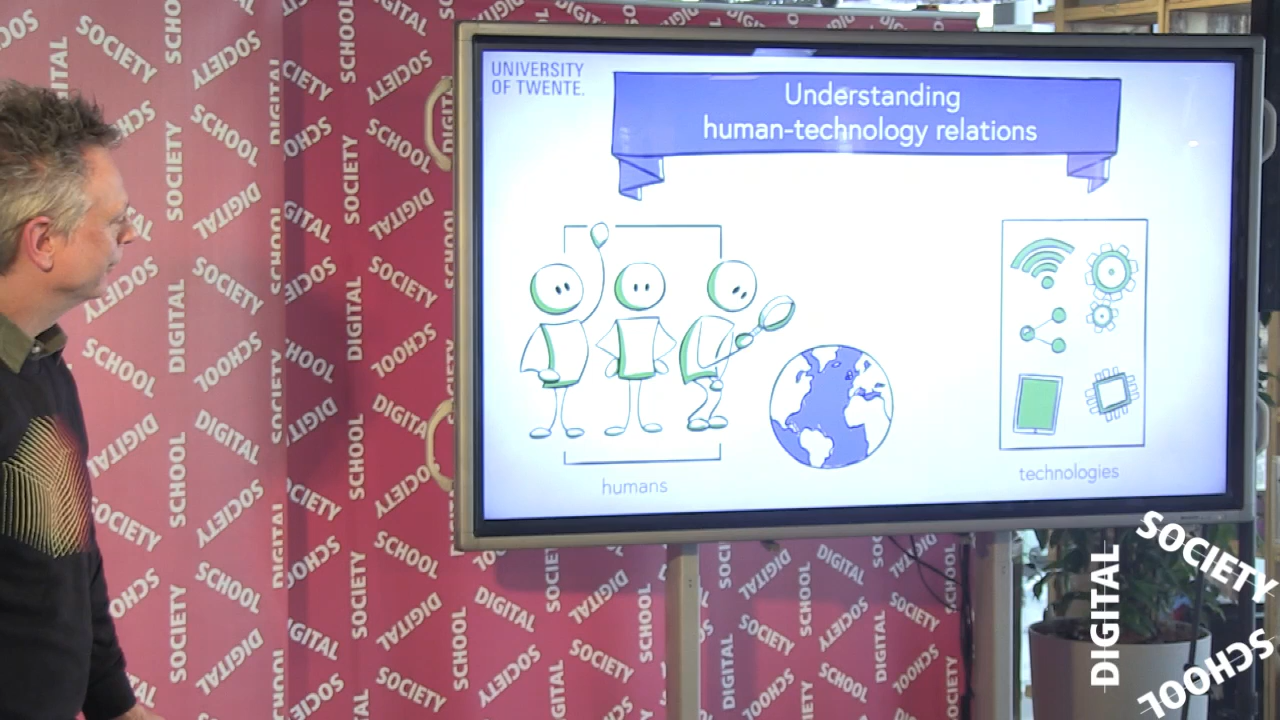 UNIVERSITY
OF TWENTE.
Understanding
human-technology relations
humans
technologies
DIGITAL
SOCIETY
SCHOOL